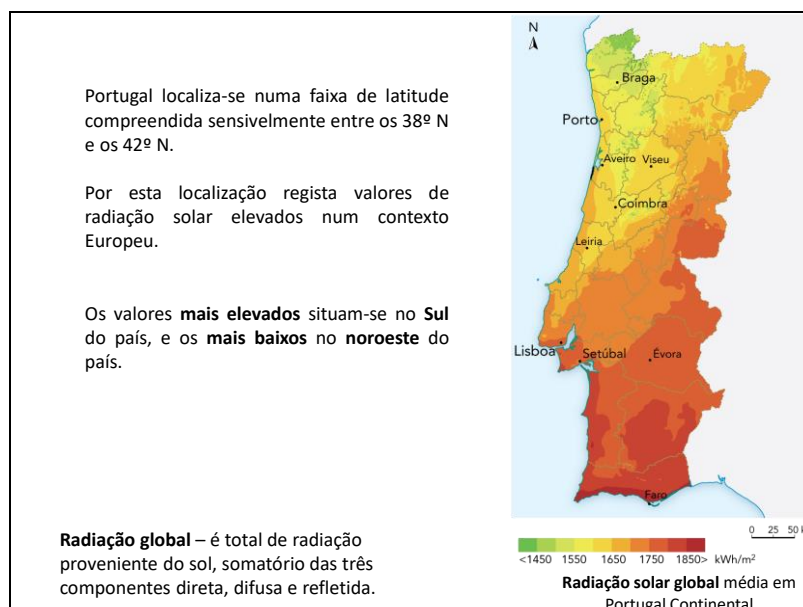 Portugal localiza-se numa faixa de latitude
compreendida sensivelmente entre os 38º N
e os 42º N.
Por esta localização regista valores de
radiação solar elevados num contexto
Europeu.
Os valores mais elevados situam-se no Sul
do país, e os mais baixos no noroeste do
país.
Radiação global – é total de radiação
proveniente do sol, somatório das três
componentes direta, difusa e refletida.
N
Braga
Porto
Aveiro Viseu
Coimbra
Leiria
Lisboa
Setúbal
Évora
Faro
0 25 50 k
<1450 1550 1650 1750 1850> kWh/m²
Radiação solar global média em
Portugal Continental